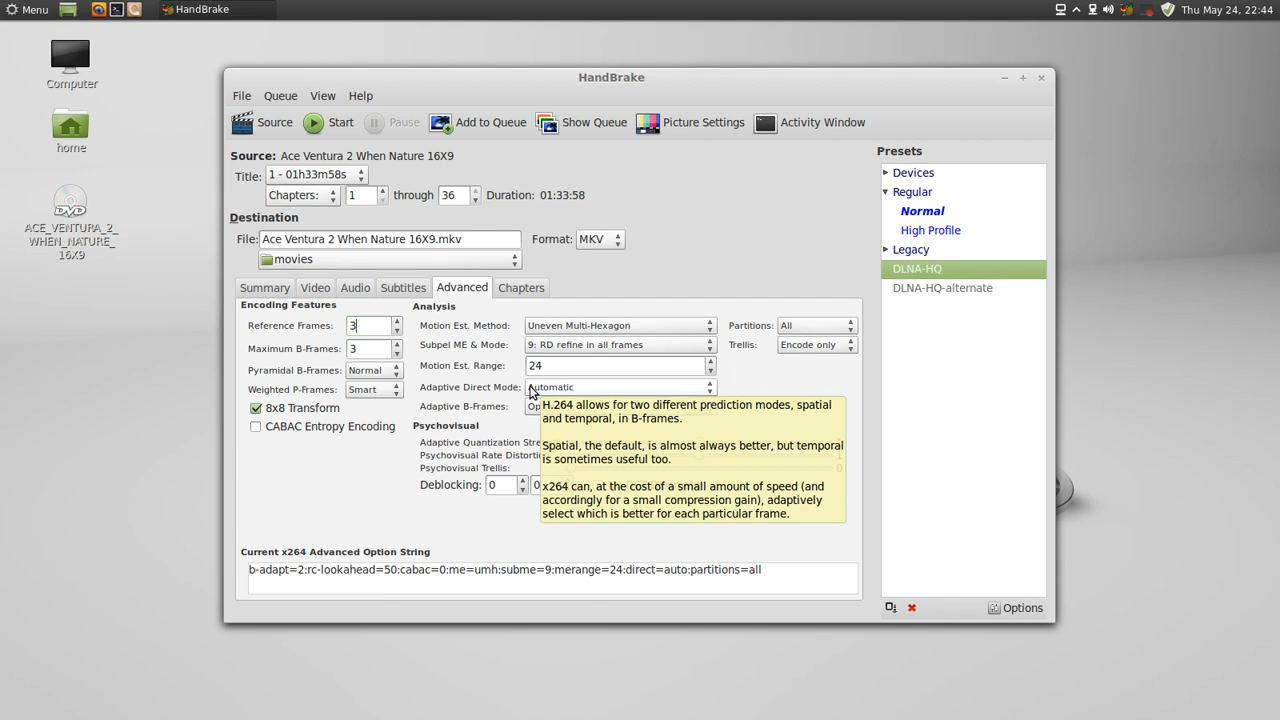 Menu
HandBrake
Thu May 24, 22:44
Computer
home
ACE_VENTURA_2_
WHEN_NATURE_
16X9
HandBrake
File Queue View Help
Source Start Pause Add to Queue Show Queue Picture Settings Activity Window
Source: Ace Ventura 2 When Nature 16X9
Title: 1 - 01h33m58s
Chapters: 1 through 36 Duration: 01:33:58
Destination
File: Ace Ventura 2 When Nature 16X9.mkv Format: MKV
movies
Summary Video Audio Subtitles Advanced Chapters
Encoding Features
Reference Frames: 3
Maximum B-Frames: 3
Pyramidal B-Frames: Normal
Weighted P-Frames: Smart
8x8 Transform
CABAC Entropy Encoding
Analysis
Motion Est. Method: Uneven Multi-Hexagon Partitions: All
Subpel ME & Mode: 9: RD refine in all frames Trellis: Encode only
Motion Est. Range: 24
Adaptive Direct Mode: Automatic
Adaptive B-Frames: Op
Psychovisual
Adaptive Quantization Stre
Psychovisual Rate Distorti
Psychovisual Trellis: 0
Deblocking: 0 0
H.264 allows for two different prediction modes, spatial
and temporal, in B-frames.
Spatial, the default, is almost always better, but temporal
is sometimes useful too.
x264 can, at the cost of a small amount of speed (and
accordingly for a small compression gain), adaptively
select which is better for each particular frame.
Current x264 Advanced Option String
b-adapt=2:rc-lookahead=50:cabac=0:me=umh:subme=9:merange=24:direct=auto:partitions=all
Presets
Devices
Regular
Normal
High Profile
Legacy
DLNA-HQ
DLNA-HQ-alternate
Options